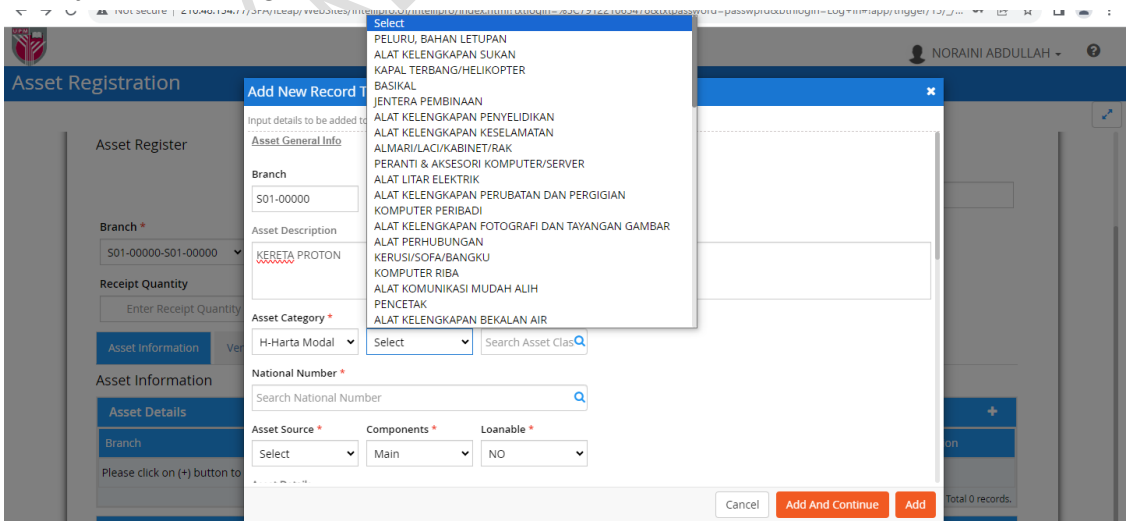 Not secure
Select
PELURU, BAHAN LETUPAN
ALAT KELENGKAPAN SUKAN
KAPAL TERBANG/HELIKOPTER
BASIKAL
JENTERA PEMBINAAN
ALAT KELENGKAPAN PENYELIDIKAN
ALAT KELENGKAPAN KESELAMATAN
ALMARI/LACI/KABINET/RAK
PERANTI & AKSESORI KOMPUTER/SERVER
ALAT LITAR ELEKTRIK
ALAT KELENGKAPAN PERUBATAN DAN PERGIGIAN
KOMPUTER PERIBADI
ALAT KELENGKAPAN FOTOGRAFI DAN TAYANGAN GAMBAR
ALAT PERHUBUNGAN
KERUSI/SOFA/BANGKU
KOMPUTER RIBA
ALAT KOMUNIKASI MUDAH ALIH
PENCETAK
ALAT KELENGKAPAN BEKALAN AIR
NORAINI ABDULLAH
Asset Registration
Add New Record
Input details to be added
Asset General Info
Branch
S01-00000
Asset Description
KERETA PROTON
Asset Category *
H-Harta Modal Select Search Asset Clas
National Number *
Search National Number
Asset Source * Components * Loanable *
Select Main NO
Cancel Add And Continue Add
Asset Register
Branch *
S01-00000-S01-00000
Receipt Quantity
Enter Receipt Quantity
Asset Information Ver
Asset Information
Asset Details +
Branch on
Please click on (+) button to
Total 0 records.